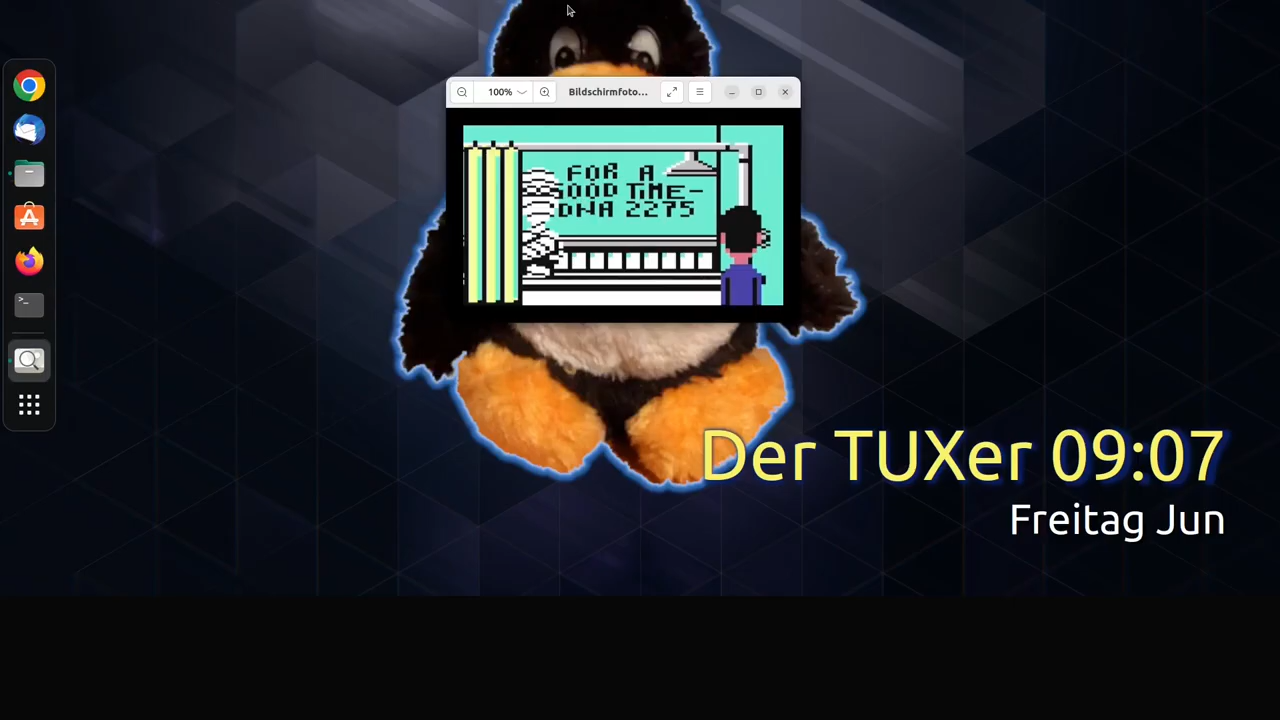 100%
Bildschirmfoto...
FOR A
GOOD TIME-
DNA 2275
Der TUXer 09:07
Freitag Jun